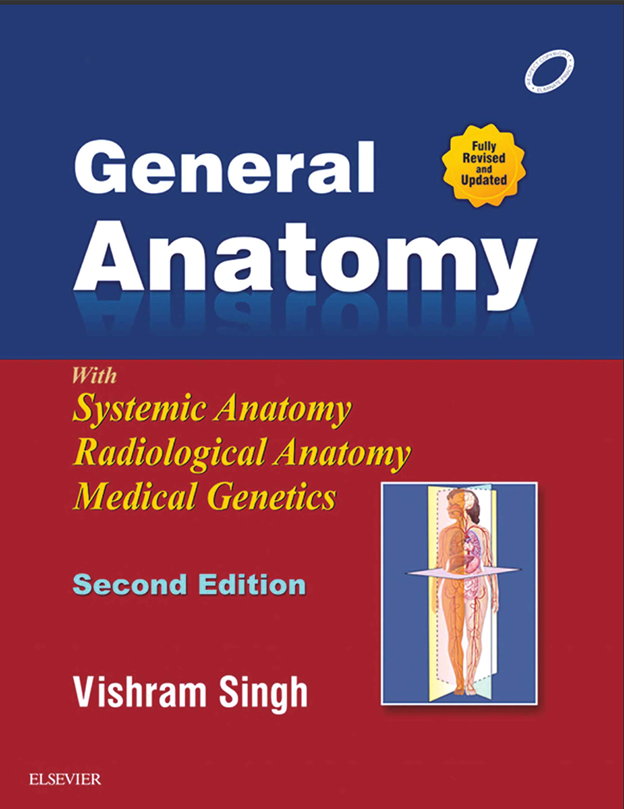 Fully
Revised
and
Updated
General
Anatomy
With
Systemic Anatomy
Radiological Anatomy
Medical Genetics
Second Edition
Vishram Singh
ELSEVIER